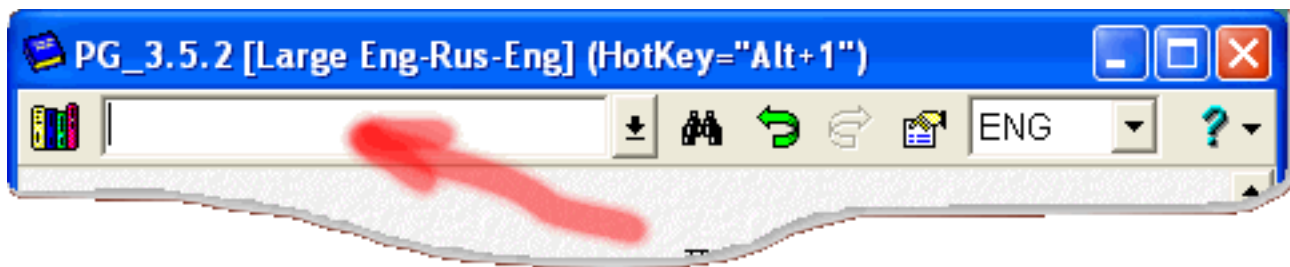 PG_3.5.2 [Large Eng-Rus-Eng] (HotKey="Alt+1")
ENG
?